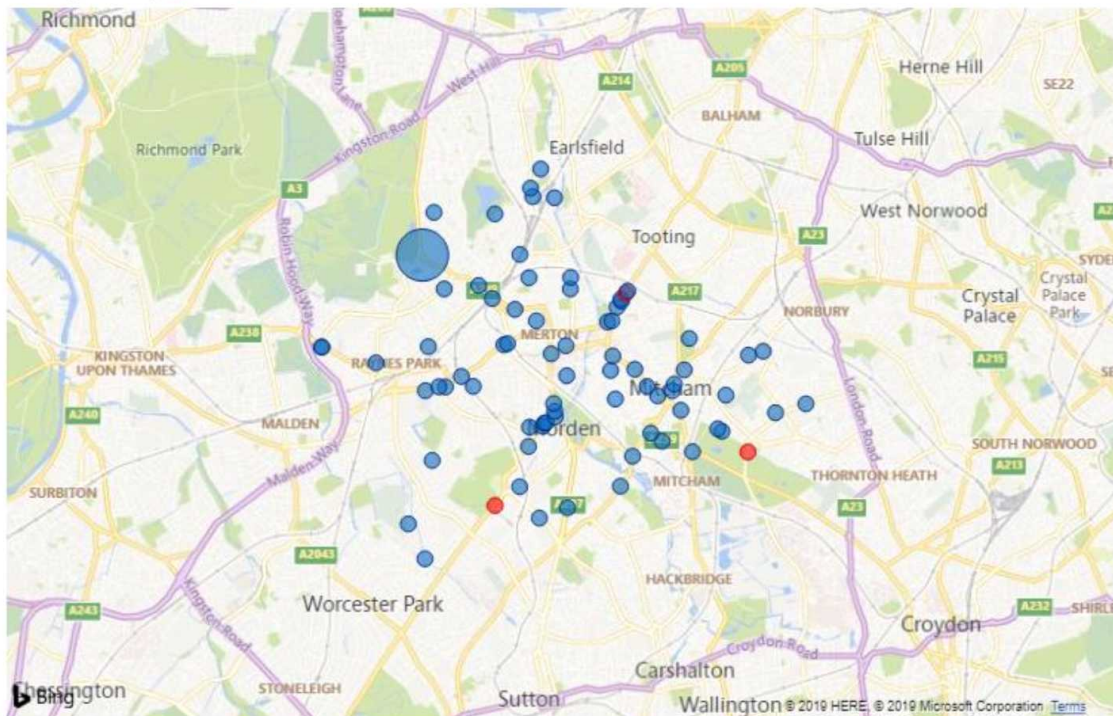 Richmond
Roehampton Lane
West Hill
A214
A205
Herne Hill
SE22
BALHAM
Tulse Hill
Kingston Road
Richmond Park
Earlsfield
A3
Robin Hood Way
West Norwood
A23
Tooting
A217
Crystal
Palace
Crystal
Palace
Park
NORBURY
A238
MERTON
KINGSTON
UPON THAMES
RAYNES PARK
A215
A240
Mitcham
London Road
MALDEN
Morden
SOUTH NORWOOD
Malden Way
A213
SURBITON
MITCHAM
THORNTON HEATH
A23
A2043
HACKBRIDGE
Worcester Park
A243
Kingston Road
A232
SHIRLE
Croydon
Croydon Road
Carshalton
Chessington
Bing
STONELEIGH
Sutton
Wallington
© 2019 HERE, © 2019 Microsoft Corporation Terms